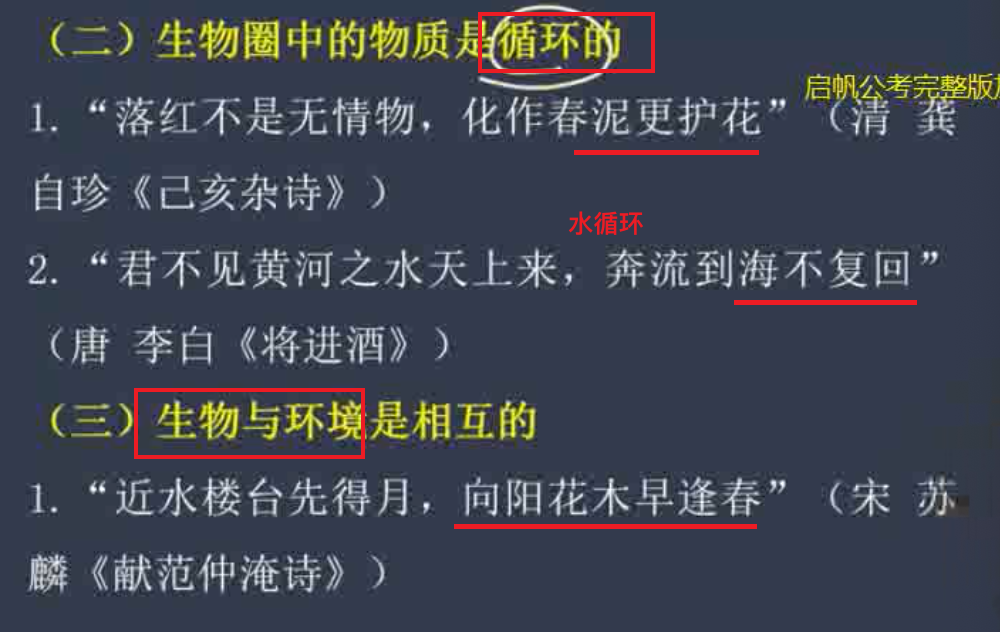 （二）生物圈中的物质是循环的
启帆公考完整版
1. “落红不是无情物，化作春泥更护花”（清 龚
自珍《己亥杂诗》）
水循环
2. “君不见黄河之水天上来，奔流到海不复回”
（唐 李白《将进酒》）
（三）生物与环境是相互的
1. “近水楼台先得月，向阳花木早逢春”（宋 苏
麟《献范仲淹诗》）